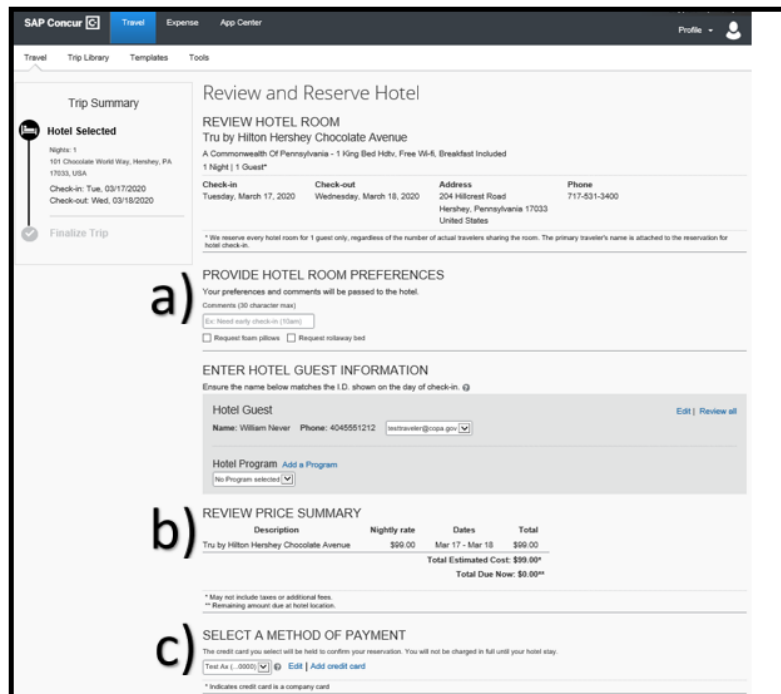 SAP Concur C Travel Expense App Center
Profile
Travel Trip Library Templates Tools
Trip Summary
Hotel Selected
Nights: 1
101 Chocolate World Way, Hershey, PA
17033, USA
Check-in: Tue, 03/17/2020
Check-out: Wed, 03/18/2020
Finalize Trip
Review and Reserve Hotel
REVIEW HOTEL ROOM
Tru by Hilton Hershey Chocolate Avenue
A Commonwealth Of Pennsylvania - 1 King Bed Hdtv, Free Wi-fi, Breakfast Included
1 Night | 1 Guest*
Check-in Check-out Address Phone
Tuesday, March 17, 2020 Wednesday, March 18, 2020 204 Hillcrest Road 717-531-3400
Hershey, Pennsylvania 17033
United States
* We reserve every hotel room for 1 guest only, regardless of the number of actual travelers sharing the room. The primary traveler's name is attached to the reservation for
hotel check-in.
a) PROVIDE HOTEL ROOM PREFERENCES
Your preferences and comments will be passed to the hotel.
Comments (30 character max)
Ex: Need early check-in (10am)
Request foam pillows Request rollaway bed
ENTER HOTEL GUEST INFORMATION
Ensure the name below matches the I.D. shown on the day of check-in.
Hotel Guest Edit | Review all
Name: William Never Phone: 4045551212 testtraveler@copa.gov
Hotel Program Add a Program
No Program selected
b) REVIEW PRICE SUMMARY
Description Nightly rate Dates Total
Tru by Hilton Hershey Chocolate Avenue $99.00 Mar 17 - Mar 18 $99.00
Total Estimated Cost: $99.00*
Total Due Now: $0.00**
* May not include taxes or additional fees.
** Remaining amount due at hotel location.
c) SELECT A METHOD OF PAYMENT
The credit card you select will be held to confirm your reservation. You will not be charged in full until your hotel stay.
Test Ax (...0000) Edit | Add credit card
* Indicates credit card is a company card